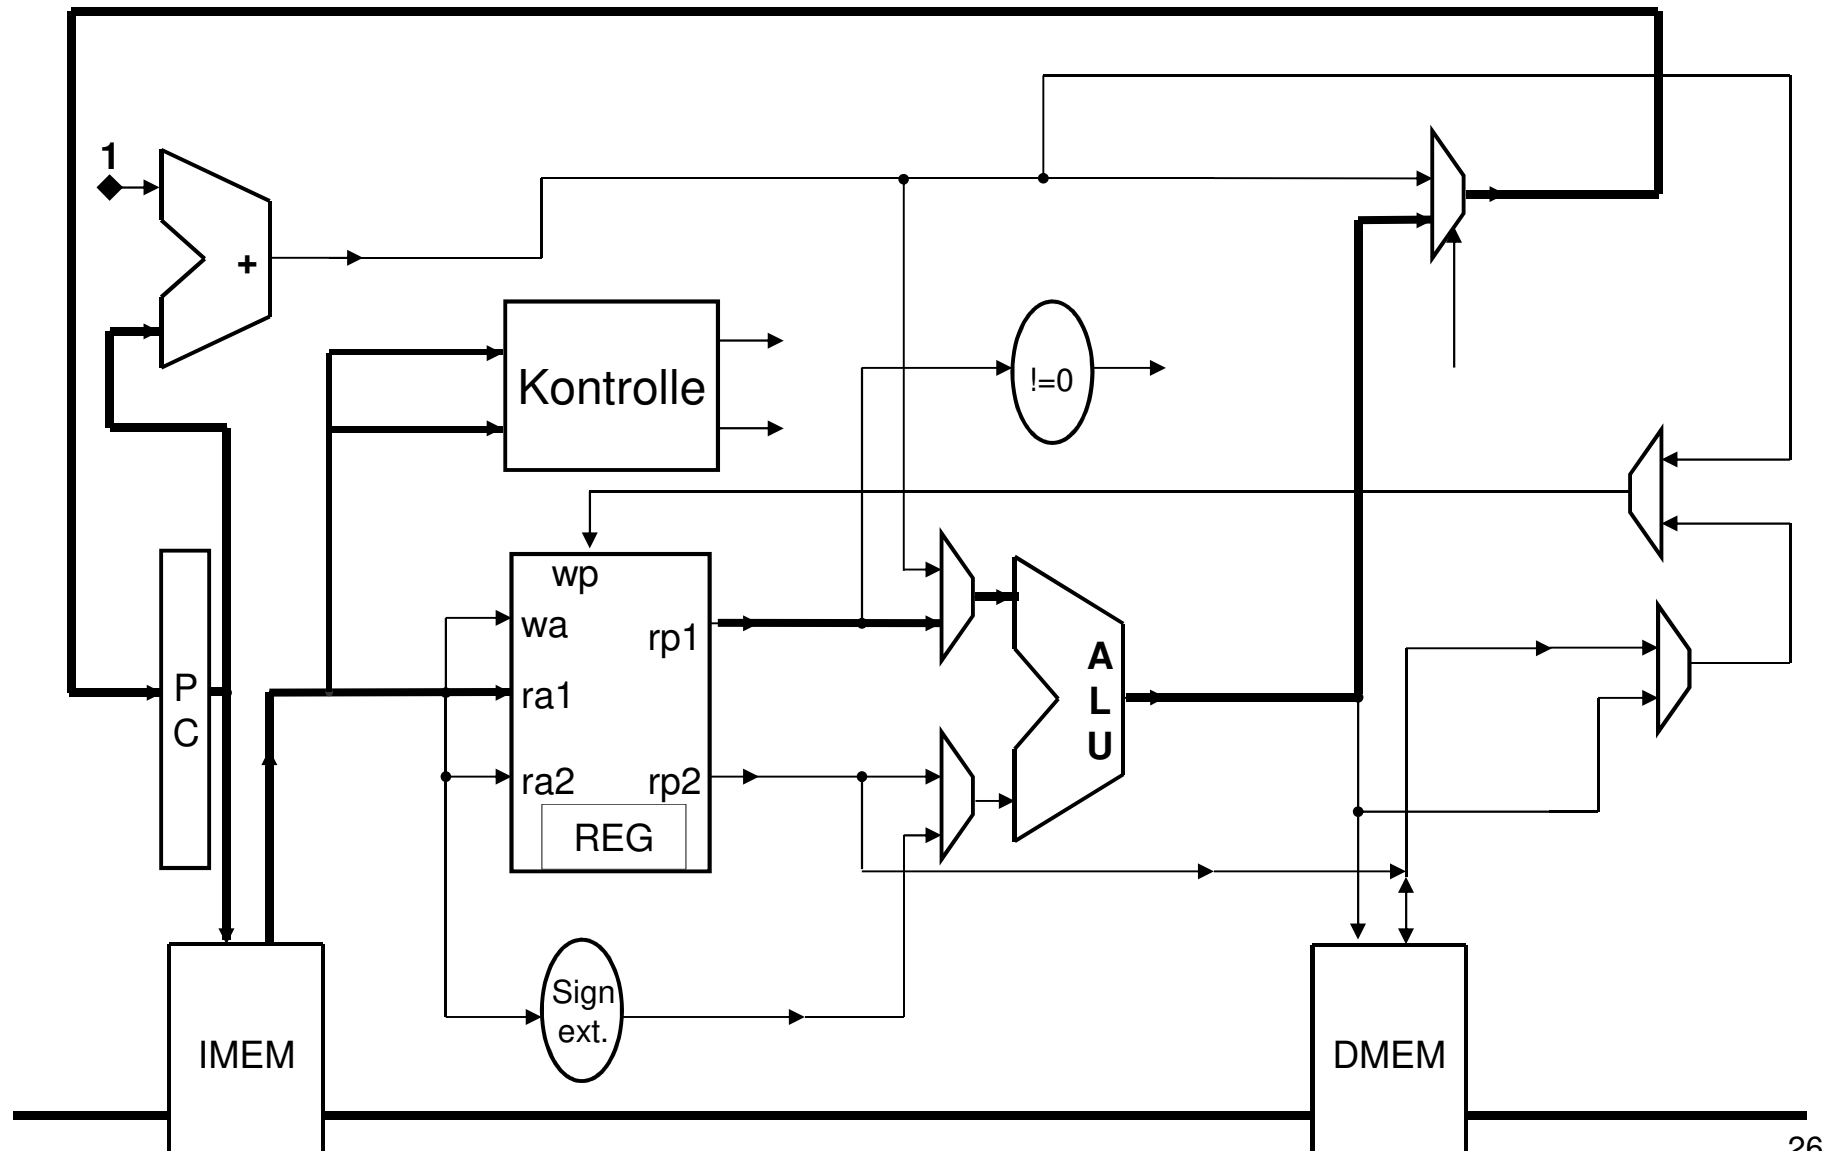 1
+
Kontrolle
!=0
wp
wa
rp1
ra1
ra2
rp2
REG
P
C
A
L
U
Sign
ext.
IMEM
DMEM
26